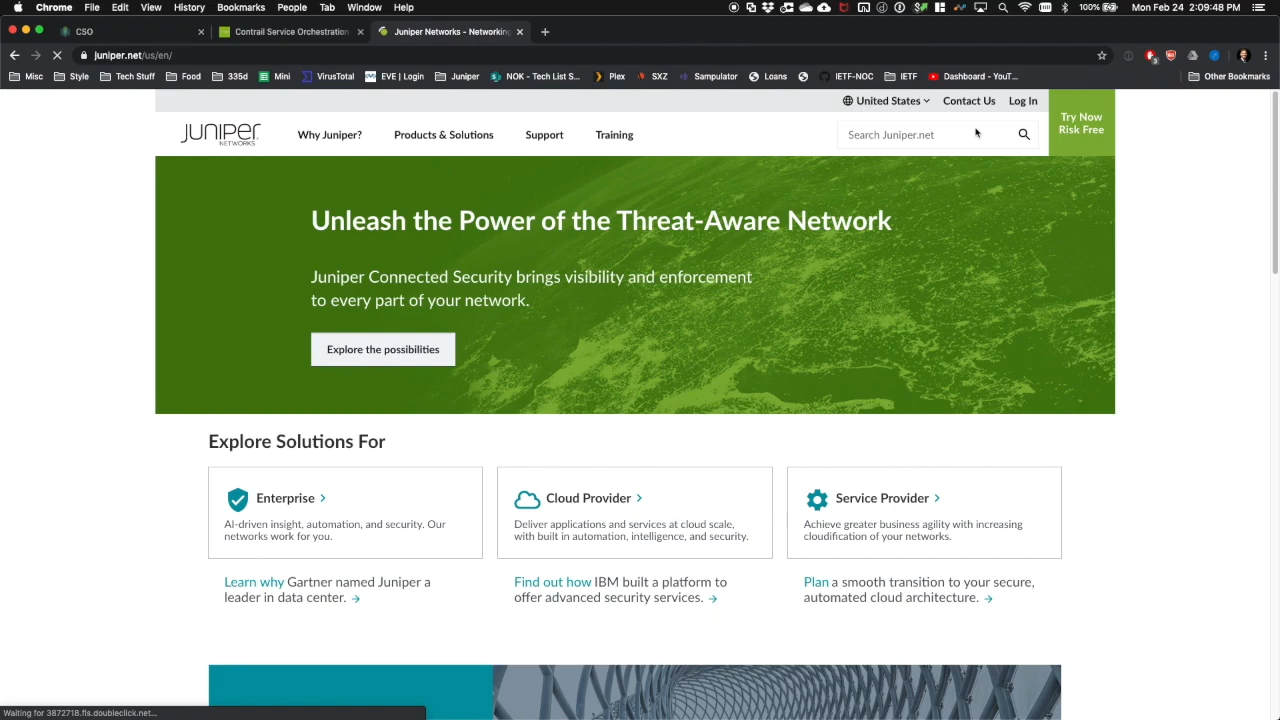 Chrome File Edit View History Bookmarks People Tab Window Help 100% Mon Feb 24 2:09:48 PM
CSO
Contrail Service Orchestration
Juniper Networks - Networking
juniper.net/us/en/
Misc Style Tech Stuff Food 335d Mini VirusTotal EVE | Login Juniper NOK - Tech List S... Plex SXZ Sampulator Loans IETF-NOC IETF Dashboard - YouT... Other Bookmarks
United States Contact Us Log In
Try Now
Risk Free
JUNIPER
NETWORKS
Why Juniper? Products & Solutions Support Training
Search Juniper.net
Unleash the Power of the Threat-Aware Network
Juniper Connected Security brings visibility and enforcement
to every part of your network.
Explore the possibilities
Explore Solutions For
Enterprise
AI-driven insight, automation, and security. Our
networks work for you.
Learn why Gartner named Juniper a
leader in data center.
Cloud Provider
Deliver applications and services at cloud scale,
with built in automation, intelligence, and security.
Find out how IBM built a platform to
offer advanced security services.
Service Provider
Achieve greater business agility with increasing
cloudification of your networks.
Plan a smooth transition to your secure,
automated cloud architecture.
Waiting for 3872718.fls.doubleclick.net...